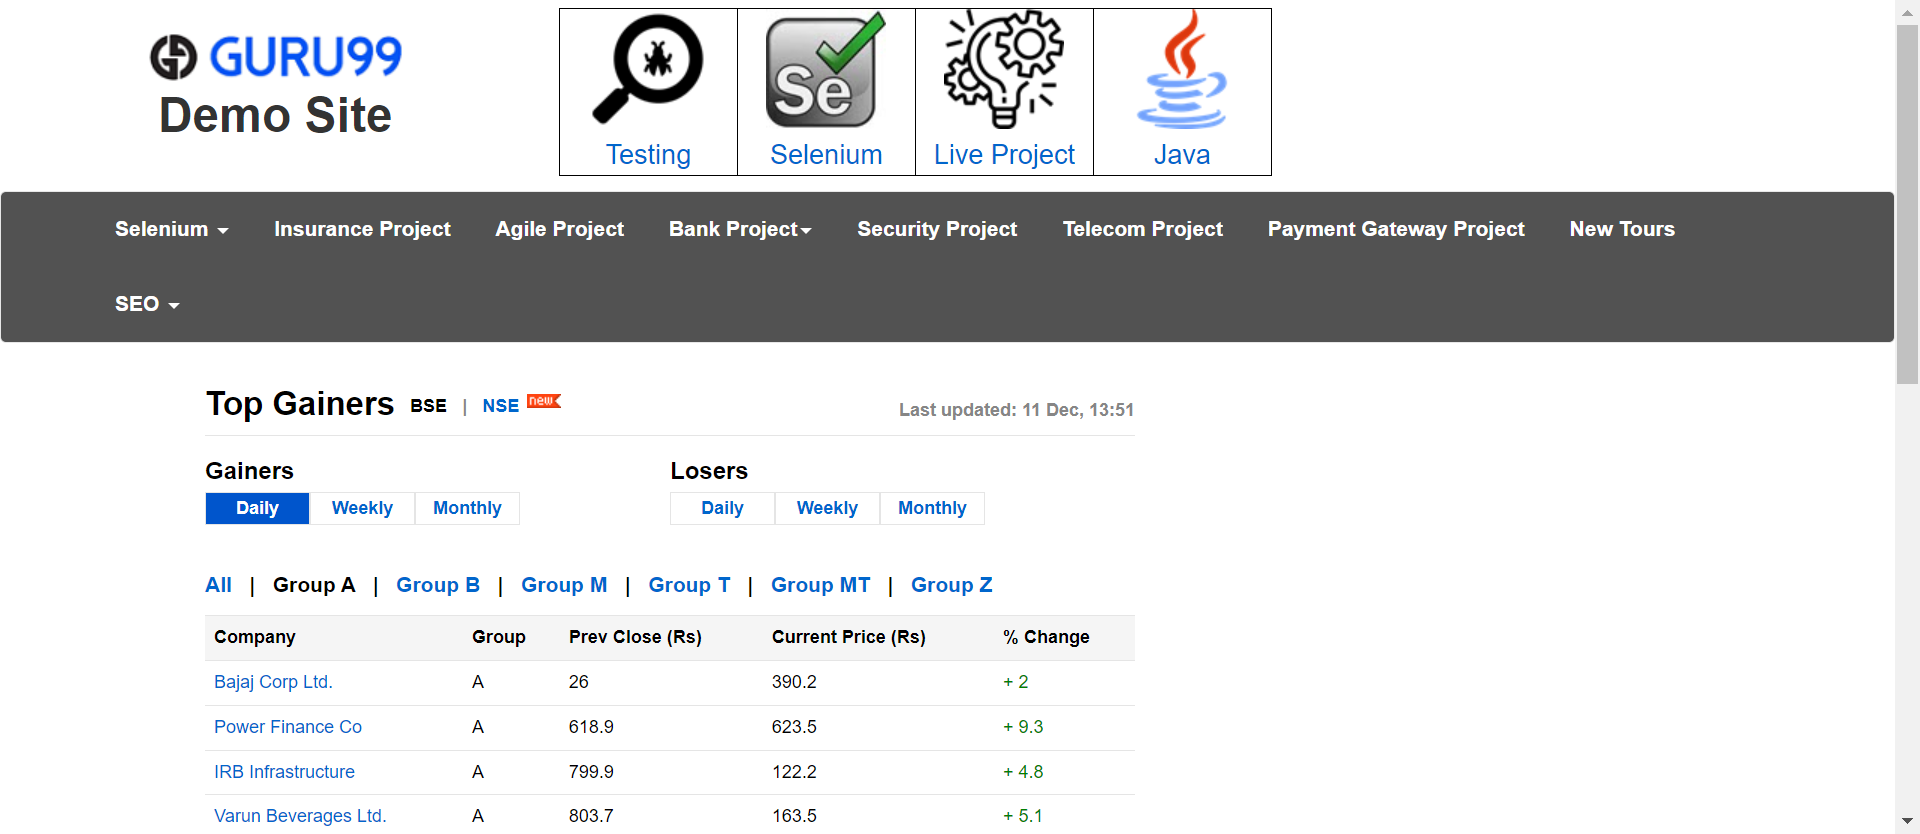 GURU99
Demo Site
Se
Testing Selenium Live Project Java
Selenium Insurance Project Agile Project Bank Project Security Project Telecom Project Payment Gateway Project New Tours
SEO
Top Gainers BSE | NSE new Last updated: 11 Dec, 13:51
Gainers Losers
Daily Weekly Monthly Daily Weekly Monthly
All | Group A | Group B | Group M | Group T | Group MT | Group Z
Company Group Prev Close (Rs) Current Price (Rs) % Change
Bajaj Corp Ltd. A 26 390.2 + 2
Power Finance Co A 618.9 623.5 + 9.3
IRB Infrastructure A 799.9 122.2 + 4.8
Varun Beverages Ltd. A 803.7 163.5 + 5.1